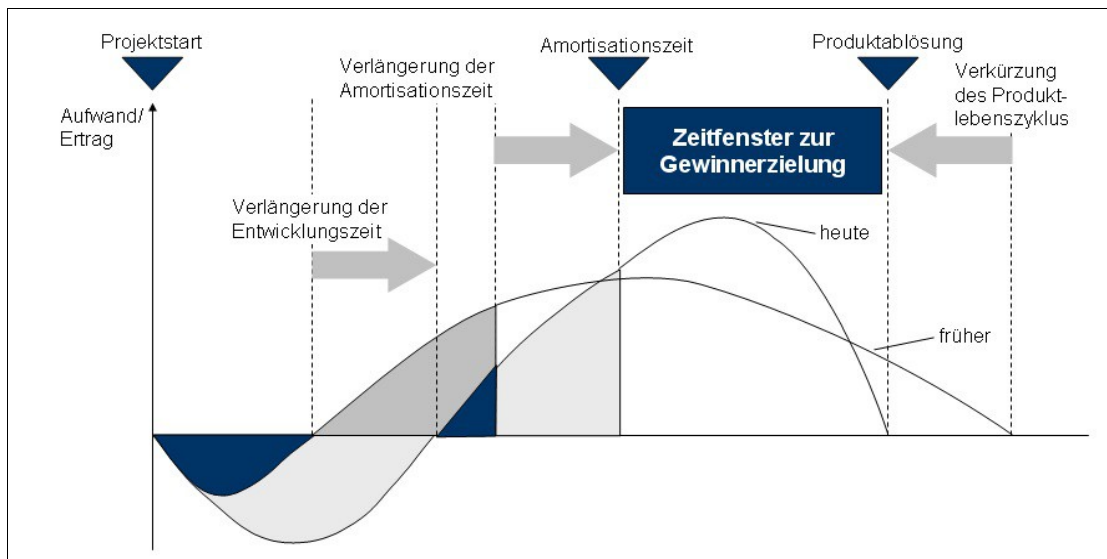 Projektstart
Amortisationszeit
Produktablösung
Verlängerung der
Amortisationszeit
Verkürzung
des Produkt-
lebenszyklus
Aufwand/
Ertrag
Zeitfenster zur
Gewinnerzielung
Verlängerung der
Entwicklungszeit
heute
früher